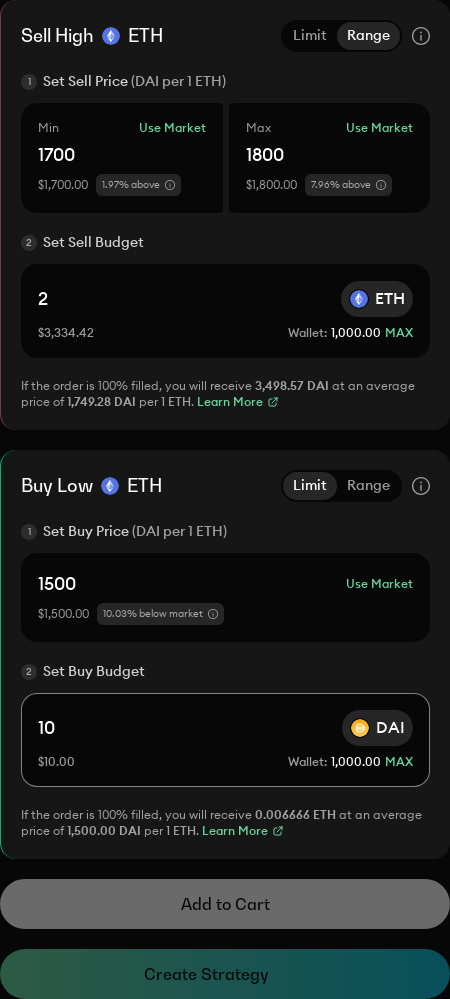 Sell High ETH Limit Range
1 Set Sell Price (DAI per 1 ETH)
Min Use Market
1700
$1,700.00 1.97% above
Max Use Market
1800
$1,800.00 7.96% above
2 Set Sell Budget
2 ETH
$3,334.42 Wallet: 1,000.00 MAX
If the order is 100% filled, you will receive 3,498.57 DAI at an average
price of 1,749.28 DAI per 1 ETH. Learn More
Buy Low ETH Limit Range
1 Set Buy Price (DAI per 1 ETH)
1500 Use Market
$1,500.00 10.03% below market
2 Set Buy Budget
10 DAI
$10.00 Wallet: 1,000.00 MAX
If the order is 100% filled, you will receive 0.006666 ETH at an average
price of 1,500.00 DAI per 1 ETH. Learn More
Add to Cart
Create Strategy